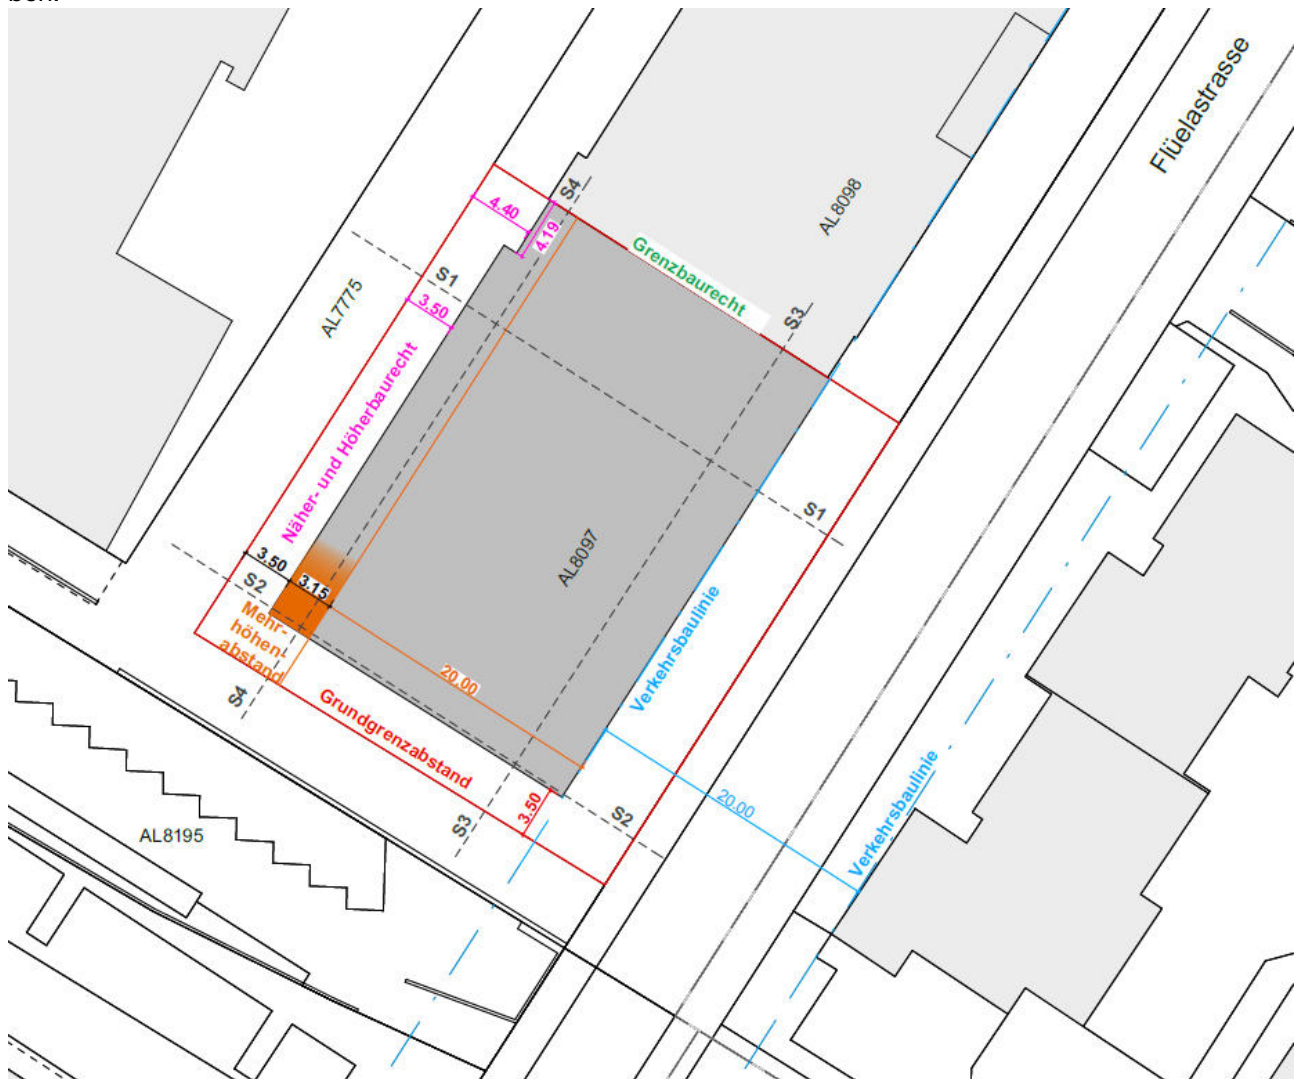 Flüelastrasse
AL8098
S4
4.40
4.19
Grenzbaurecht
S1
AL7775
3.50
S3
Näher- und Höherbaurecht
S1
AL8097
3.50
3.15
S2
Mehr-
höhen-
abstand
Verkehrsbaulinie
20.00
S4
Grundgrenzabstand
3.50
S2
S3
20.00
Verkehrsbaulinie
AL8195